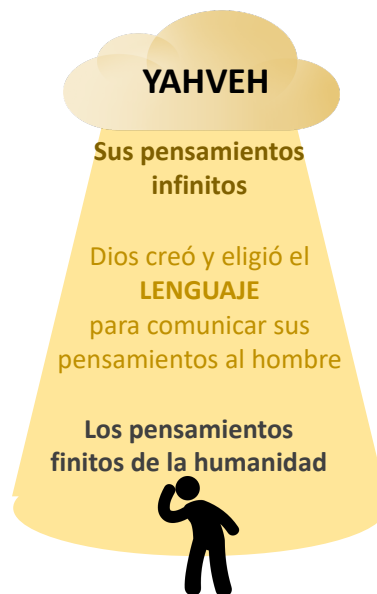 YAHVEH
Sus pensamientos
infinitos
Dios creó y eligió el
LENGUAJE
para comunicar sus
pensamientos al hombre
Los pensamientos
finitos de la humanidad